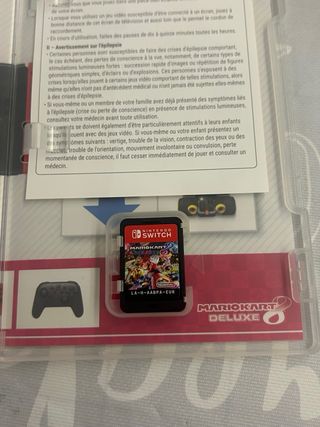 • Lorsque vous jouez au jeu vidéo susceptible d'être connecté à un écran, jouez à
bonne distance de cet écran de télévision et aussi loin que le permet le cordon de
raccordement.
• En cours d'utilisation, faites des pauses de dix à quinze minutes toutes les heures.
II - Avertissement sur l'épilepsie
• Certaines personnes sont susceptibles de faire des crises d'épilepsie comportant,
le cas échéant, des pertes de conscience à la vue, notamment, de certains types de
stimulations lumineuses fortes : succession rapide d'images ou répétition de figures
géométriques simples, d'éclairs ou d'explosions. Ces personnes s'exposent à des
crises lorsqu'elles jouent à certains jeux vidéo comportant de telles stimulations, alors
même qu'elles n'ont pas d'antécédent médical ou n'ont jamais été sujettes elles-mêmes
à des crises d'épilepsie.
• Si vous-même ou un membre de votre famille avez déjà présenté des symptômes liés
à l'épilepsie (crise ou perte de conscience) en présence de stimulations lumineuses,
consultez votre médecin avant toute utilisation.
• Les parents se doivent également d'être particulièrement attentifs à leurs enfants
jouent avec des jeux vidéo. Si vous-même ou votre enfant présentez un
des symptômes suivants : vertige, trouble de la vision, contraction des yeux ou des
muscles, trouble de l'orientation, mouvement involontaire ou convulsion, perte
momentanée de conscience, il faut cesser immédiatement de jouer et consulter un
médecin.
NINTENDO
SWITCH
MARIOKART
8
DELUXE
Nintendo
LA-H-AABPA-EUR
MARIOKART 8
DELUXE